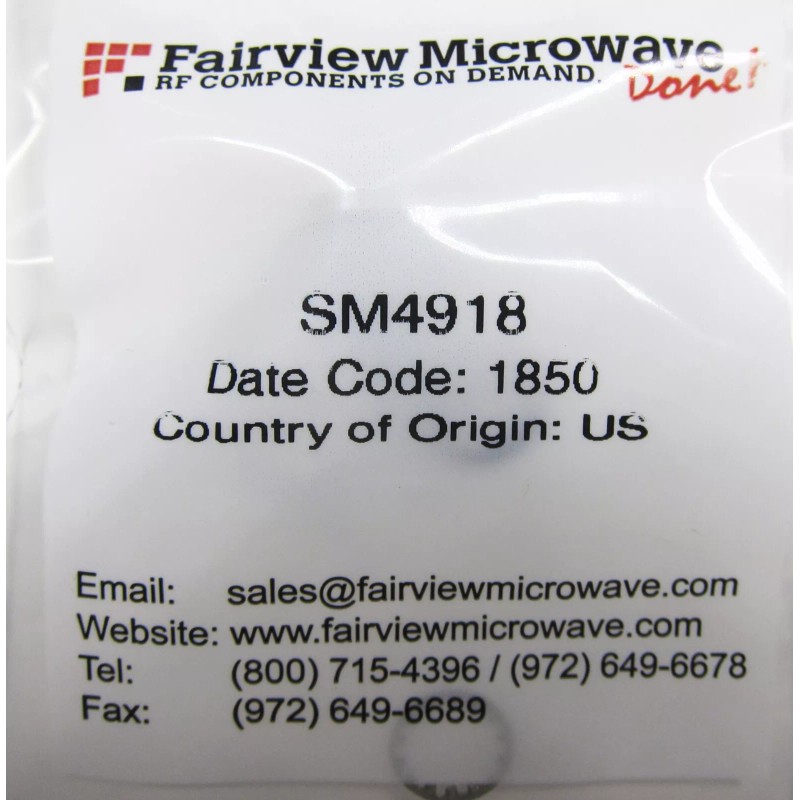 Fairview Microwave
RF COMPONENTS ON DEMAND.
Done!
SM4918
Date Code: 1850
Country of Origin: US
Email: sales@fairviewmicrowave.com
Website: www.fairviewmicrowave.com
Tel: (800) 715-4396 / (972) 649-6678
Fax: (972) 649-6689